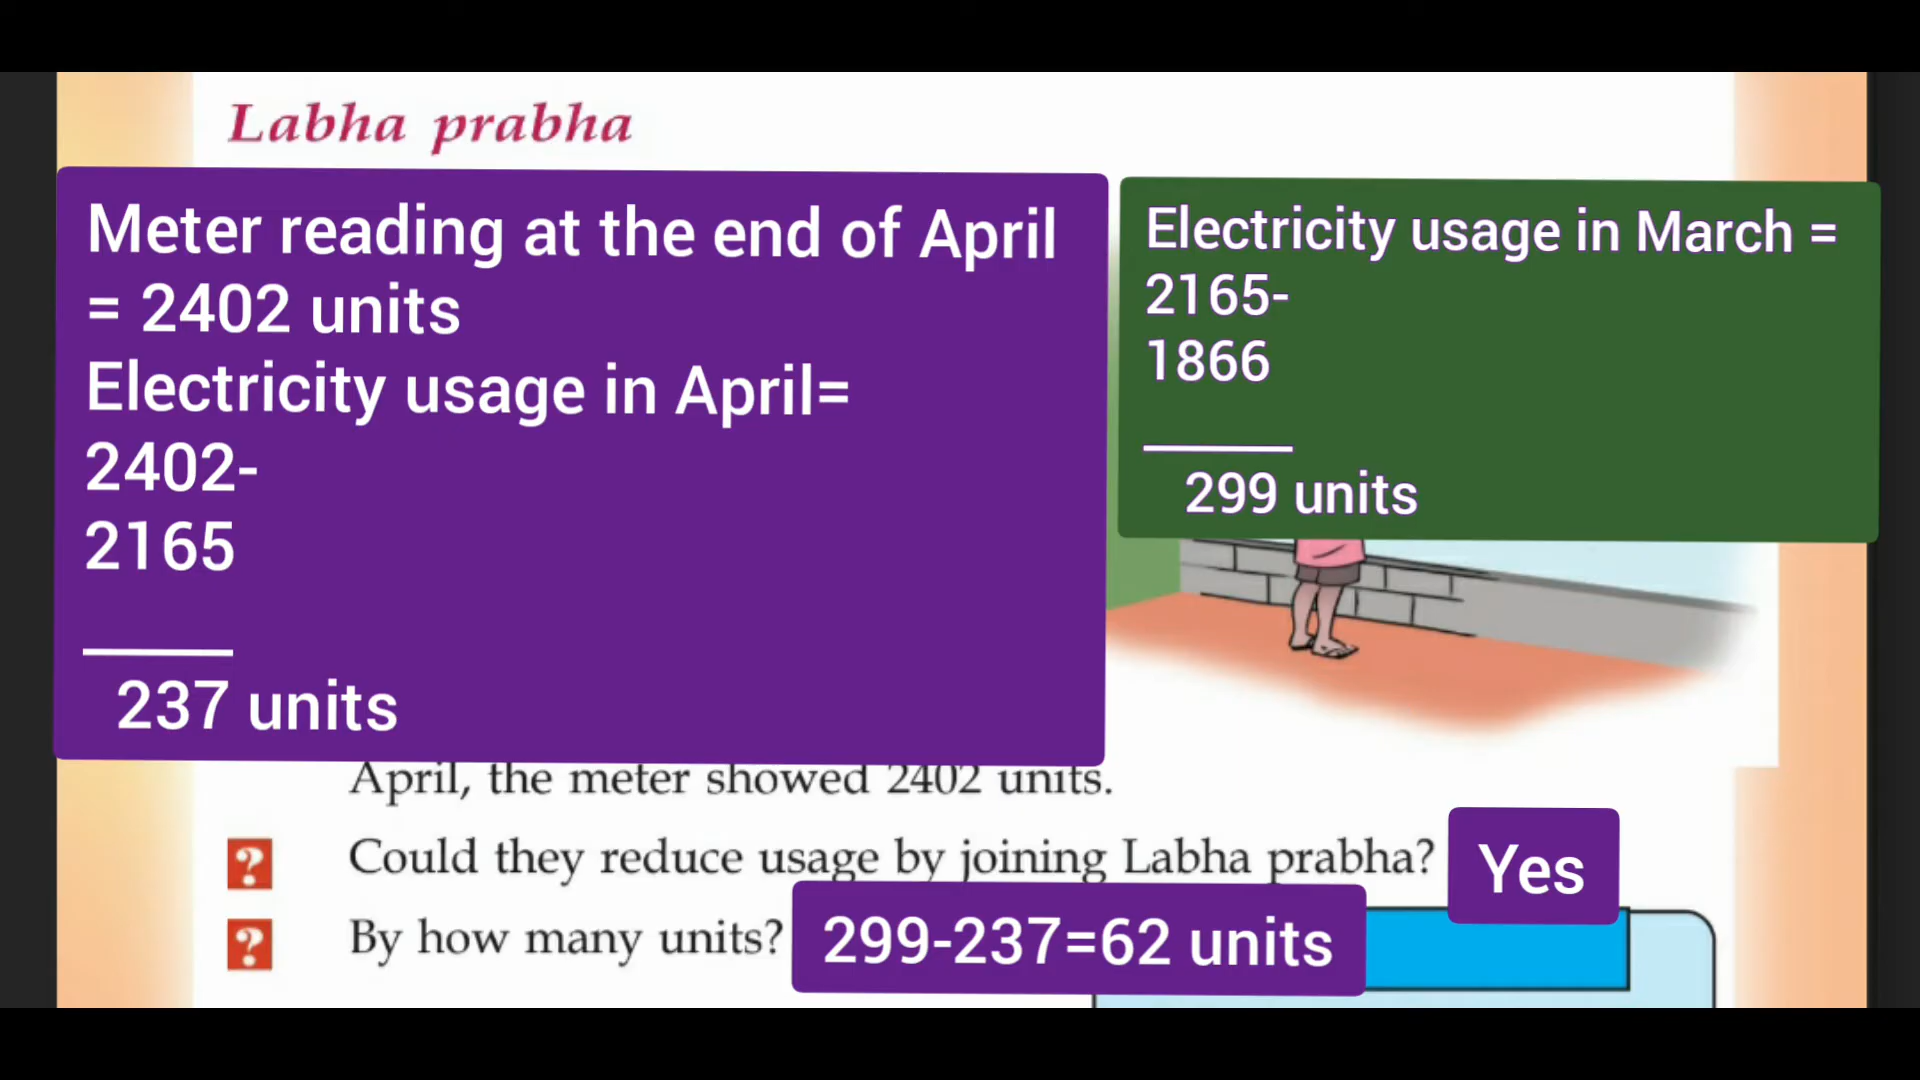 Labha prabha
Meter reading at the end of April
= 2402 units
Electricity usage in April=
2402-
2165
237 units
Electricity usage in March =
2165-
1866
299 units
April, the meter showed 2402 units.
? Could they reduce usage by joining Labha prabha?
Yes
? By how many units?
299-237=62 units